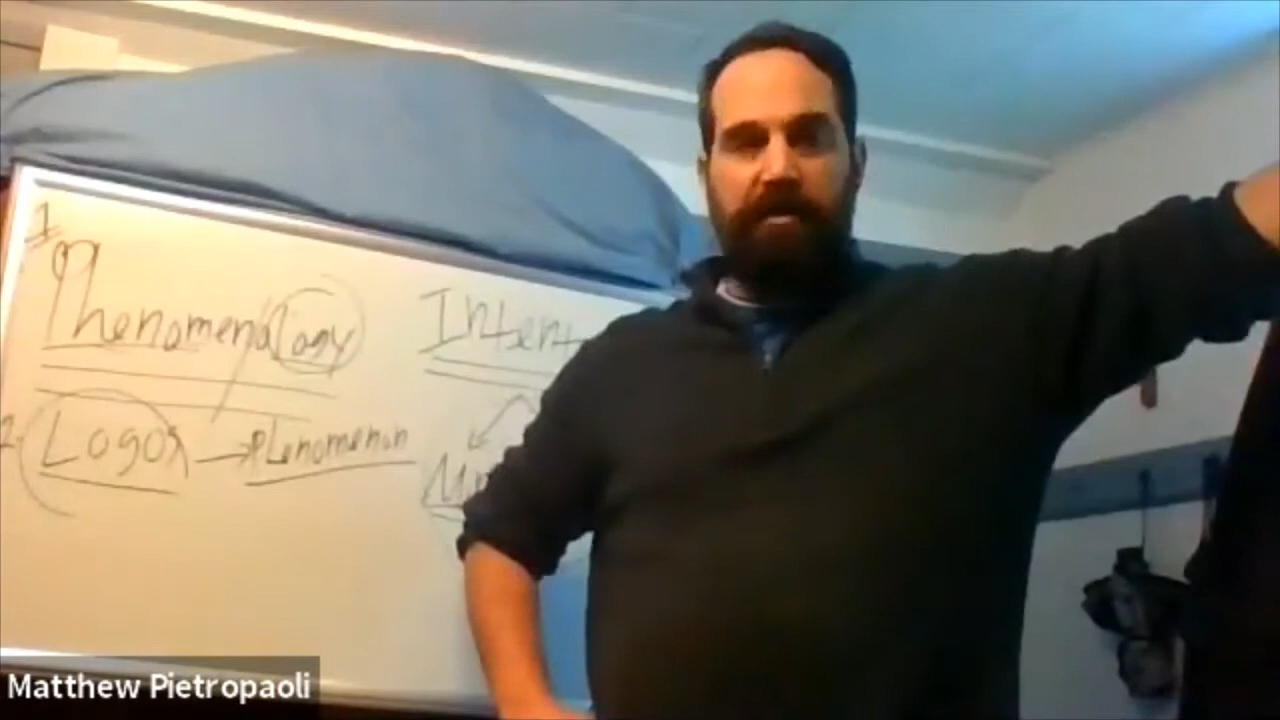 1
Phenomenology
Intent
2. Logos → Phenomenon
Matthew Pietropaoli